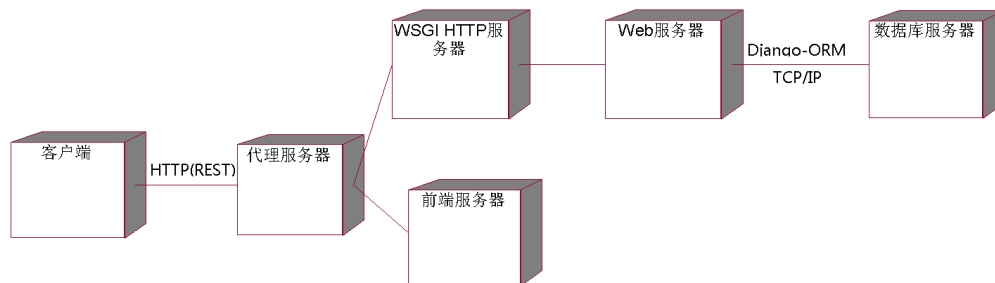 WSGI HTTP服
务器
Web服务器
数据库服务器
Django-ORM
TCP/IP
客户端
HTTP(REST)
代理服务器
前端服务器